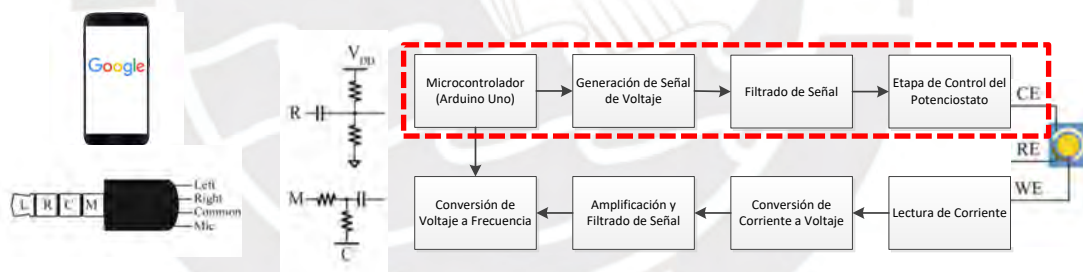 Google
L R C M
Left
Right
Common
Mic
V DD
R
M
C
Microcontrolador
(Arduino Uno)
Generación de Señal
de Voltaje
Filtrado de Señal
Etapa de Control del
Potenciostato
CE
RE
WE
Conversión de
Voltaje a Frecuencia
Amplificación y
Filtrado de Señal
Conversión de
Corriente a Voltaje
Lectura de Corriente